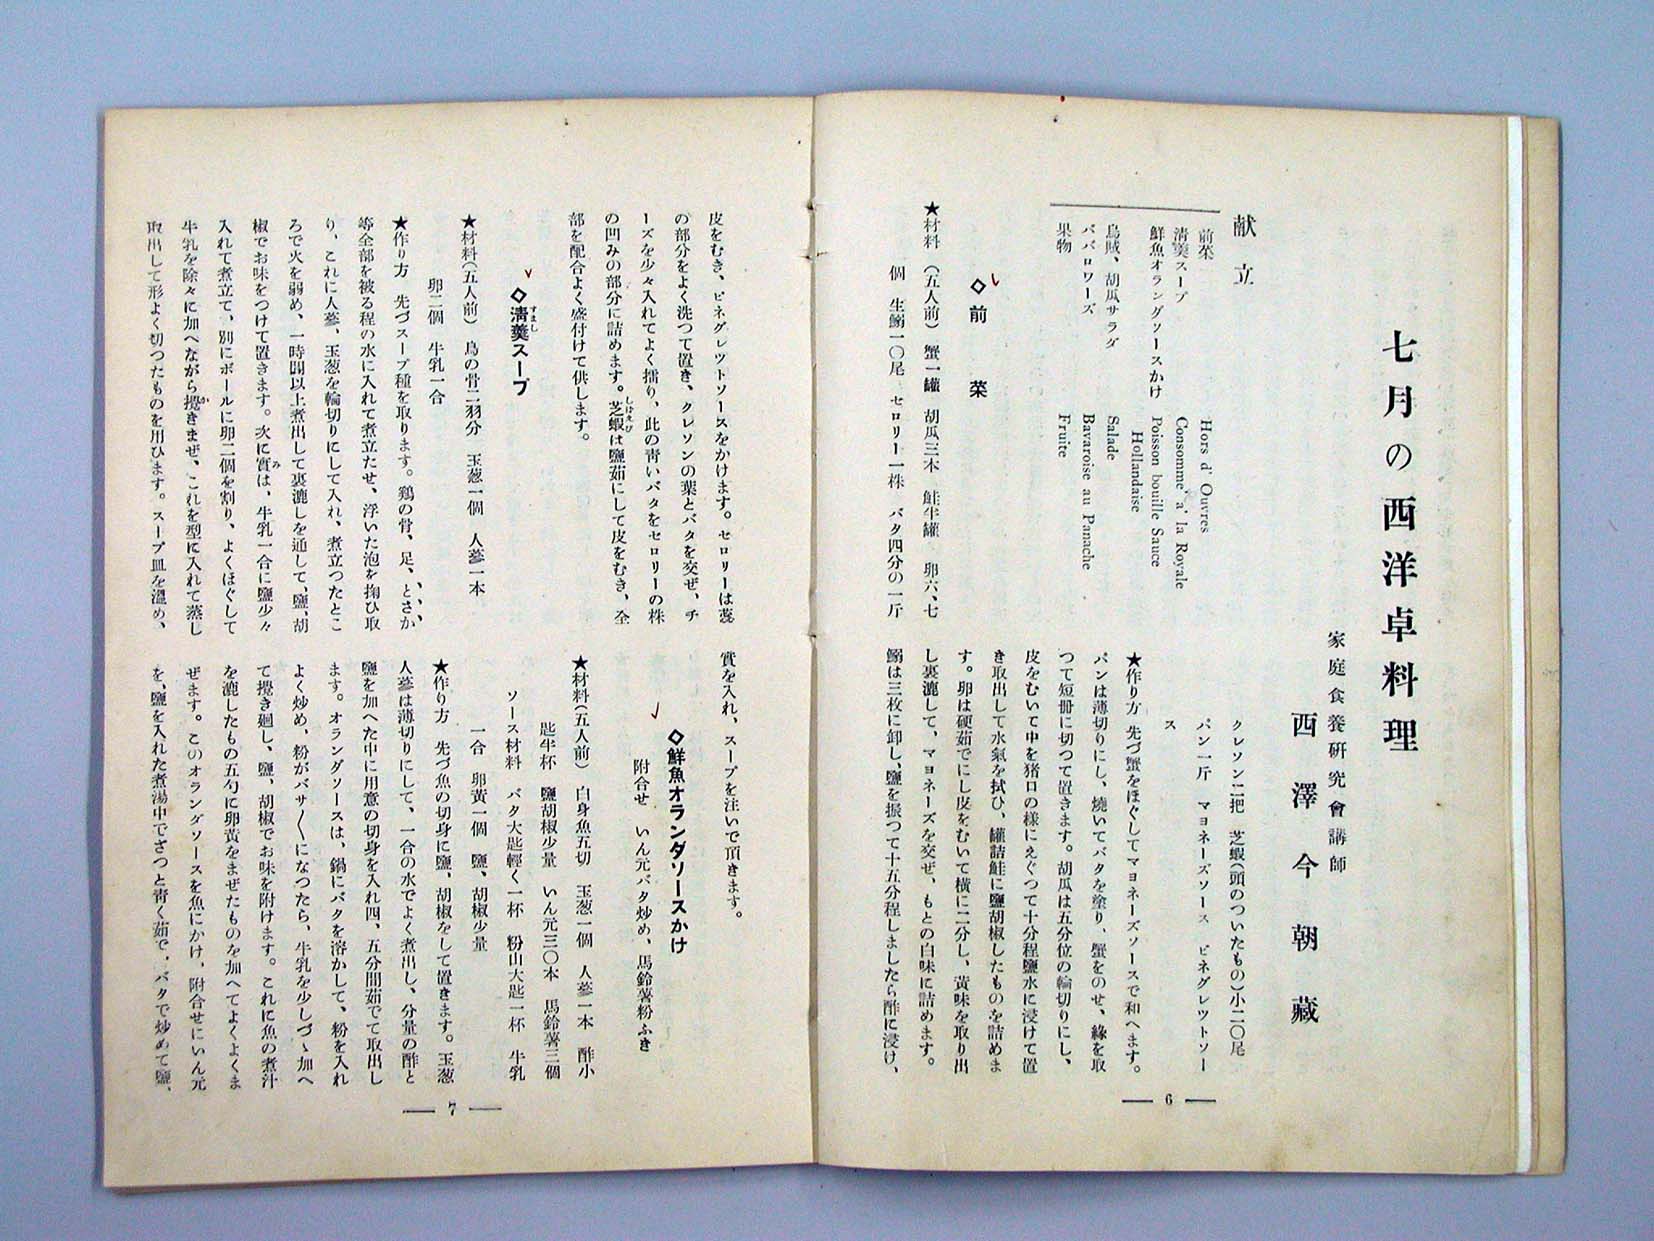 七月の西洋卓料理
家庭食養研究會講師
西澤今朝藏
献立
前菜 Hors d' Ouvres
淸羹スープ Consomme' a' la Royale
鮮魚オランダソースかけ Poisson bouille Sauce
Hollandaise
烏賊、胡瓜サラダ Salade
ババロワーズ Bavaroise au Panache
果物 Fruite
◇前菜
★材料（五人前）蟹一罐 胡瓜三本 鮭半罐 卵六、七
個 生鰯一〇尾 セロリー一株 バタ四分の一斤
クレソン二把 芝蝦（頭のついたもの）小二〇尾
パン一斤 マヨネーズソース ビネグレツトソー
ス
★作り方 先づ蟹をほぐしてマヨネーズソースで和へます。
パンは薄切りにし、燒いてバタを塗り、蟹をのせ、緣を取
つて短冊に切つて置きます。胡瓜は五分位の輪切りにし、
皮をむいて中を猪口の樣にえぐつて十分程鹽水に浸けて置
き取出して水氣を拭ひ、罐詰鮭に鹽胡椒したものを詰めま
す。卵は硬茹でにし皮をむいて橫に二分し、黃味を取り出
し裏漉して、マヨネーズを交ぜ、もとの白味に詰めます。
鰯は三枚に卸し、鹽を振つて十五分程しましたら酢に浸け、
— 6 —
皮をむき、ビネグレツトソースをかけます。セロリーは蕊
の部分をよく洗つて置き、クレソンの葉とバタを交ぜ、チ
ーズを少々入れてよく擂り、此の靑いバタをセロリーの株
の凹みの部分に詰めます。芝蝦は鹽茹にして皮をむき、全
部を配合よく盛付けて供します。
◇淸羹スープ
★材料（五人前）鳥の骨二羽分 玉葱一個 人蔘一本
卵二個 牛乳一合
★作り方 先づスープ種を取ります。鷄の骨、足、とさか
等全部を被る程の水に入れて煮立たせ、浮いた泡を掬ひ取
り、これに人蔘、玉葱を輪切りにして入れ、煮立つたとこ
ろで火を弱め、一時間以上煮出して裏漉しを通して、鹽、胡
椒でお味をつけて置きます。次に實は、牛乳一合に鹽少々
入れて煮立て、別にボールに卵二個を割り、よくほぐして
牛乳を除々に加へながら攪きまぜ、これを型に入れて蒸し
取出して形よく切つたものを用ひます。スープ皿を溫め、
實を入れ、スープを注いで頂きます。
◇鮮魚オランダソースかけ
附合せ いん元バタ炒め、馬鈴薯粉ふき
★材料（五人前）白身魚五切 玉葱一個 人蔘一本 酢小
匙半杯 鹽胡椒少量 いん元三〇本 馬鈴薯三個
ソース材料 バタ大匙輕く一杯 粉山大匙一杯 牛乳
一合 卵黃一個 鹽、胡椒少量
★作り方 先づ魚の切身に鹽、胡椒をして置きます。玉葱
人蔘は薄切りにして、一合の水でよく煮出し、分量の酢と
鹽を加へた中に用意の切身を入れ四、五分間茹でて取出し
ます。オランダソースは、鍋にバタを溶かして、粉を入れ
よく炒め、粉がバサ〱になつたら、牛乳を少しづゝ加へ
て攪き廻し、鹽、胡椒でお味を附けます。これに魚の煮汁
を漉したもの五勺に卵黃をまぜたものを加へてよくよくま
ぜます。このオランダソースを魚にかけ、附合せにいん元
を、鹽を入れた煮湯中でさつと靑く茹で、バタで炒めて鹽、
— 7 —